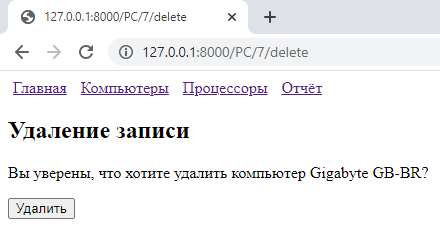 127.0.0.1:8000/PC/7/delete
127.0.0.1:8000/PC/7/delete
Главная Компьютеры Процессоры Отчёт
Удаление записи
Вы уверены, что хотите удалить компьютер Gigabyte GB-BR?
Удалить